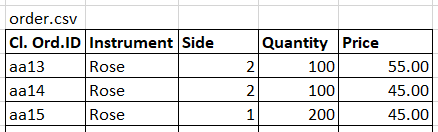 order.csv
Cl. Ord.ID Instrument Side Quantity Price
aa13 Rose 2 100 55.00
aa14 Rose 2 100 45.00
aa15 Rose 1 200 45.00